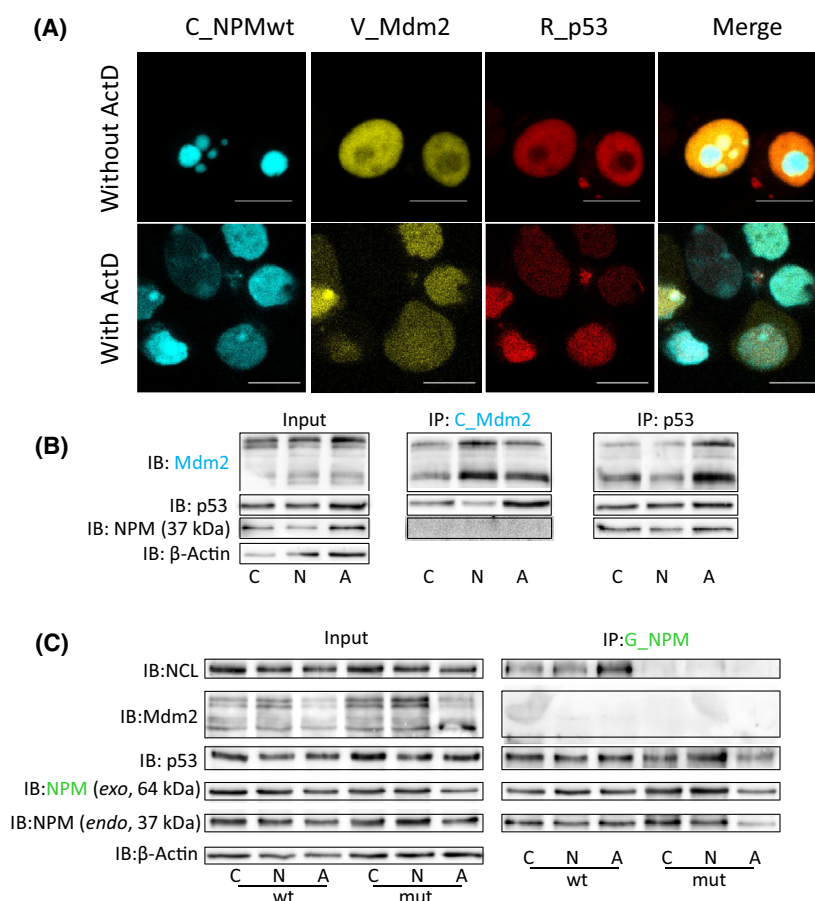 (A)
C_NPMwt V_Mdm2 R_p53 Merge
Without ActD
With ActD
(B)
Input IP: C_Mdm2 IP: p53
IB: Mdm2
IB: p53
IB: NPM (37 kDa)
IB: β-Actin
C N A C N A C N A
(C)
Input IP:G_NPM
IB:NCL
IB:Mdm2
IB: p53
IB:NPM (exo, 64 kDa)
IB:NPM (endo, 37 kDa)
IB:β-Actin
C N A C N A C N A C N A
wt mut wt mut